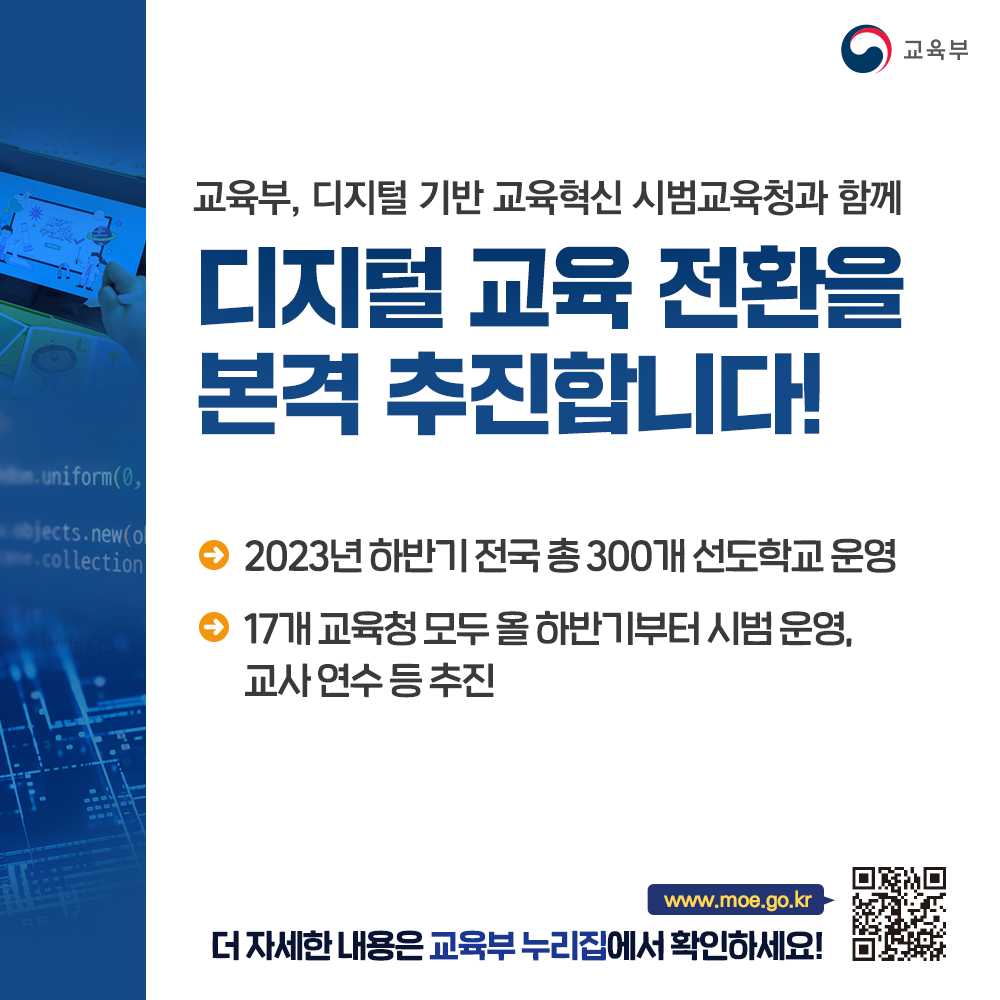 교육부
교육부, 디지털 기반 교육혁신 시범교육청과 함께
디지털 교육 전환을
본격 추진합니다!
.uniform(0,
objects.new(o
.collection
2023년 하반기 전국 총 300개 선도학교 운영
17개 교육청 모두 올 하반기부터 시범 운영,
교사 연수 등 추진
www.moe.go.kr
더 자세한 내용은 교육부 누리집에서 확인하세요!